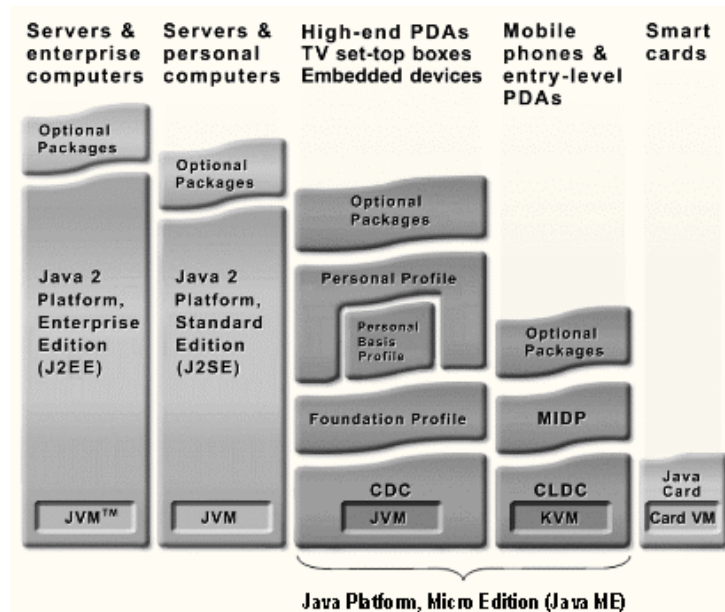 Servers &
enterprise
computers
Servers &
personal
computers
High-end PDAs
TV set-top boxes
Embedded devices
Mobile
phones &
entry-level
PDAs
Smart
cards
Optional
Packages
Java 2
Platform,
Enterprise
Edition
(J2EE)
JVM™
Optional
Packages
Java 2
Platform,
Standard
Edition
(J2SE)
JVM
Optional
Packages
Personal Profile
Personal
Basis
Profile
Foundation Profile
CDC
JVM
Optional
Packages
MIDP
CLDC
KVM
Java
Card
Card VM
Java Platform, Micro Edition (Java ME)